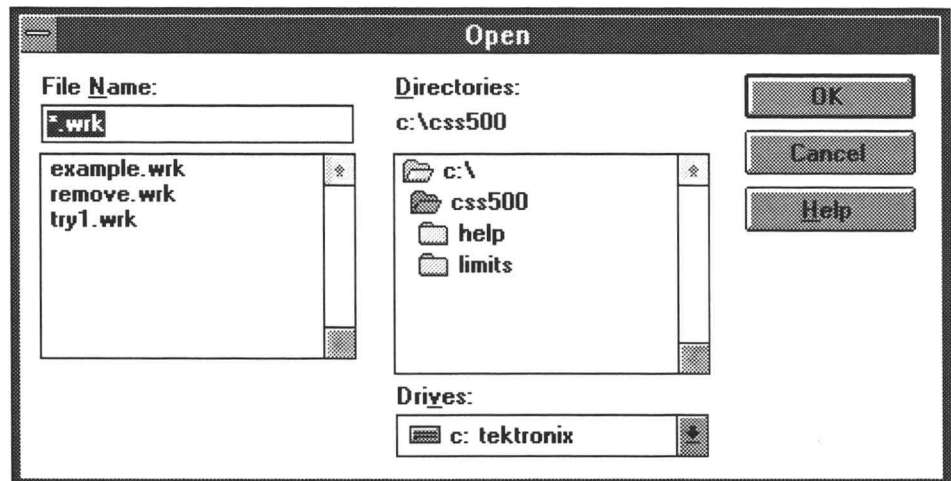 Open
File Name:
*.wrk
example.wrk
remove.wrk
try1.wrk
Directories:
c:\css500
c:\
css500
help
limits
Drives:
c: tektronix
OK
Cancel
Help